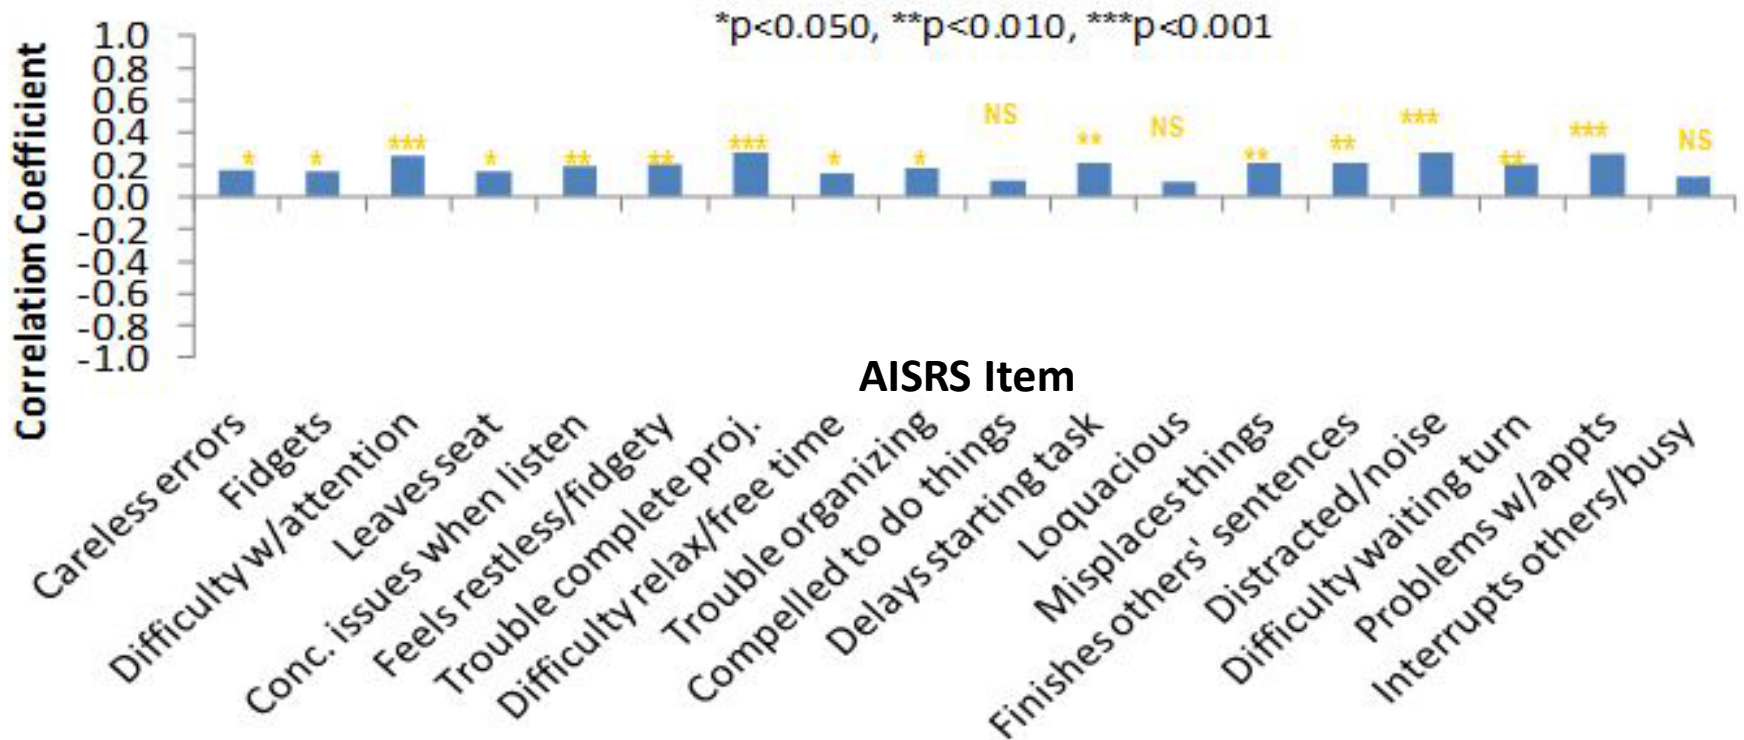 *p<0.050, **p<0.010, ***p<0.001
Correlation Coefficient
1.0
0.8
0.6
0.4
0.2
0.0
-0.2
-0.4
-0.6
-0.8
-1.0
* * *** * ** ** *** * * NS ** NS ** ** *** ** *** NS
AISRS Item
Careless errors
Fidgets
Difficulty w/attention
Leaves seat
Conc. issues when listen
Feels restless/fidgety
Trouble complete proj.
Difficulty relax/free time
Trouble organizing
Compelled to do things
Delays starting task
Loquacious
Misplaces things
Finishes others' sentences
Distracted/noise
Difficulty waiting turn
Problems w/appts
Interrupts others/busy